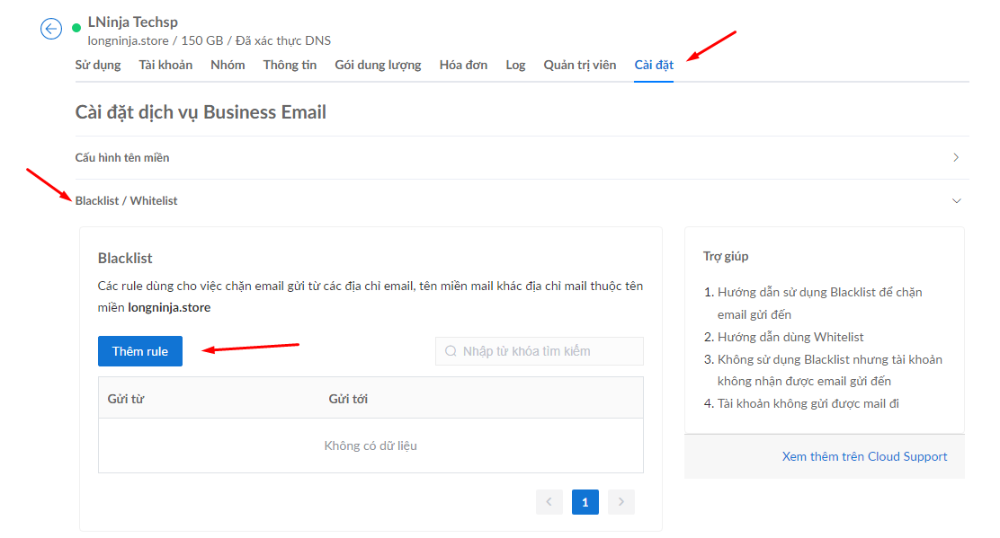 LNinja Techsp
longninja.store / 150 GB / Đã xác thực DNS
Sử dụng Tài khoản Nhóm Thông tin Gói dung lượng Hóa đơn Log Quản trị viên Cài đặt
Cài đặt dịch vụ Business Email
Cấu hình tên miền
Blacklist / Whitelist
Blacklist
Các rule dùng cho việc chặn email gửi từ các địa chỉ email, tên miền mail khác địa chỉ mail thuộc tên
miền longninja.store
Thêm rule
Nhập từ khóa tìm kiếm
Gửi từ Gửi tới
Không có dữ liệu
1
Trợ giúp
1. Hướng dẫn sử dụng Blacklist để chặn
email gửi đến
2. Hướng dẫn dùng Whitelist
3. Không sử dụng Blacklist nhưng tài khoản
không nhận được email gửi đến
4. Tài khoản không gửi được mail đi
Xem thêm trên Cloud Support